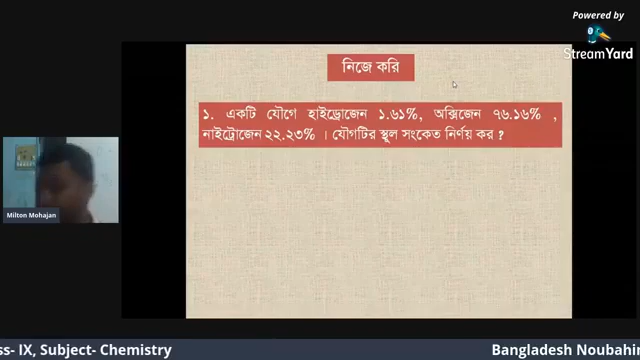 Powered by
StreamYard
নিজে করি
১. একটি যৌগে হাইড্রোজেন ১.৬১%, অক্সিজেন ৭৬.১৬% ,
নাইট্রোজেন ২২.২৩% । যৌগটির স্থূল সংকেত নির্ণয় কর ?
Milton Mohajan
ss- IX, Subject- Chemistry
Bangladesh Noubahin